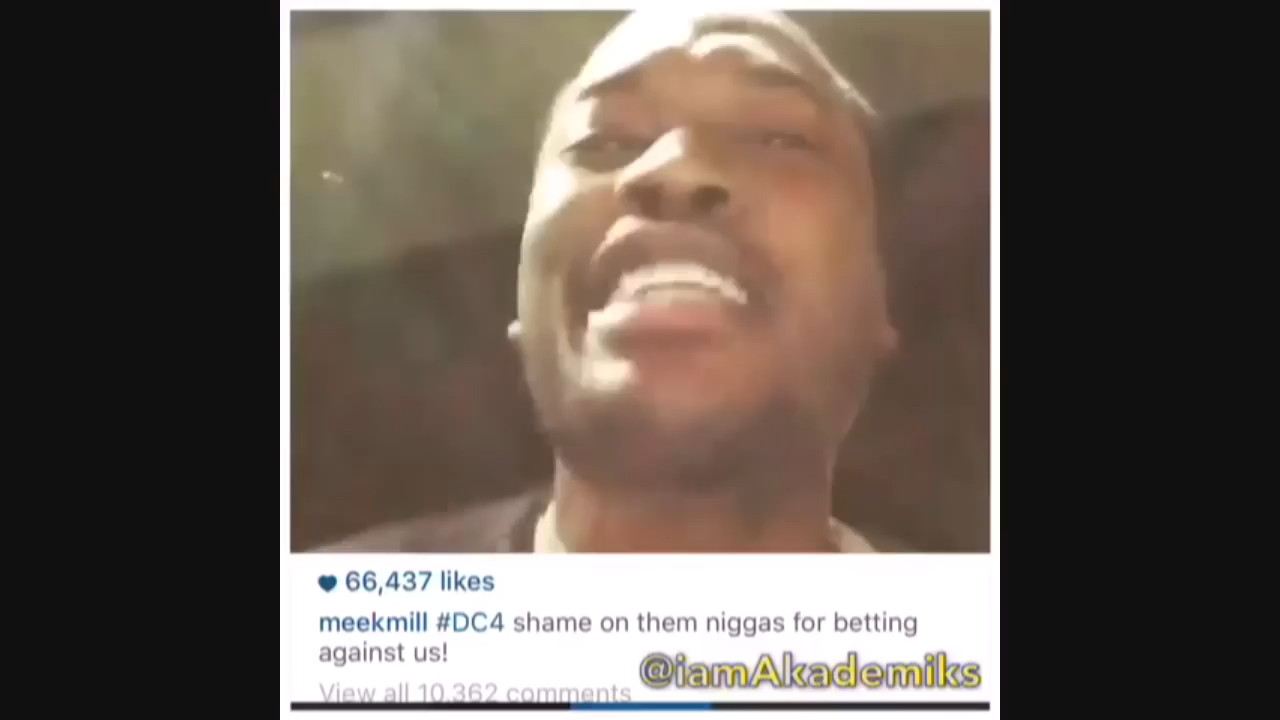 66,437 likes
meekmill #DC4 shame on them niggas for betting
against us!
@iamAkademiks
View all 10,362 comments